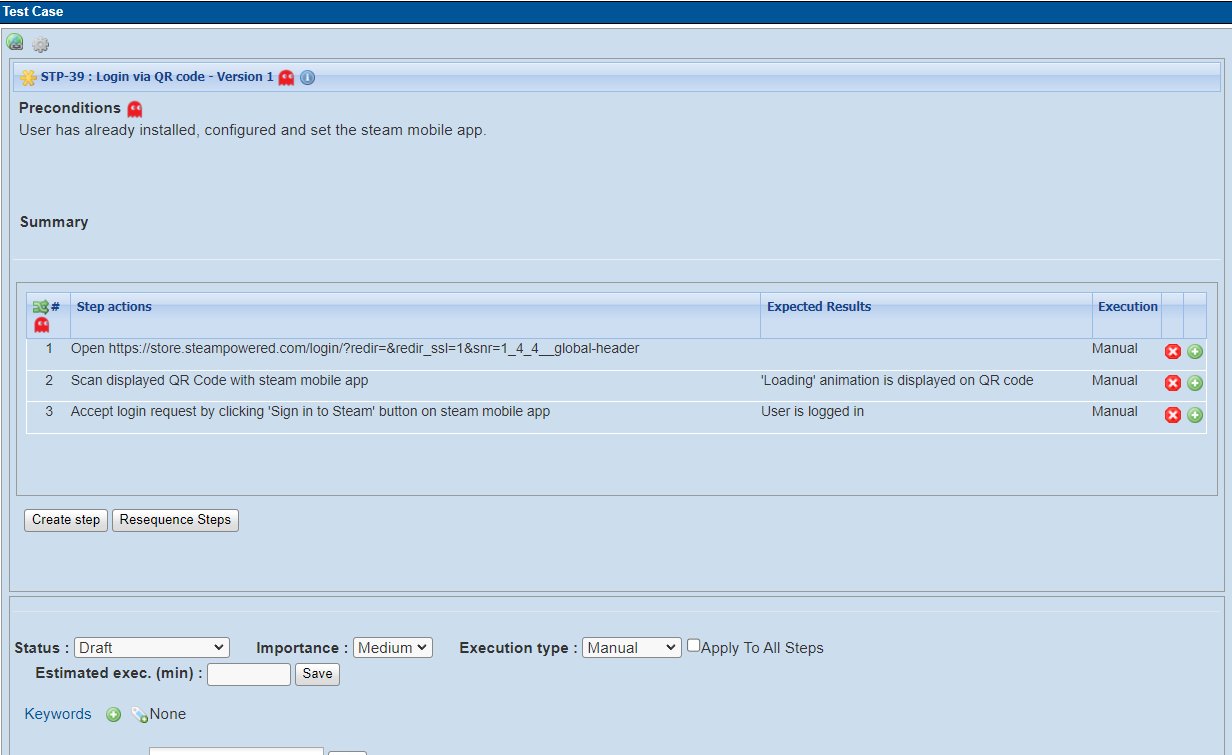 Test Case
STP-39 : Login via QR code - Version 1
Preconditions
User has already installed, configured and set the steam mobile app.
Summary
# Step actions Expected Results Execution
1 Open https://store.steampowered.com/login/?redir=&redir_ssl=1&snr=1_4_4__global-header Manual
2 Scan displayed QR Code with steam mobile app 'Loading' animation is displayed on QR code Manual
3 Accept login request by clicking 'Sign in to Steam' button on steam mobile app User is logged in Manual
Create step Resequence Steps
Status : Draft Importance : Medium Execution type : Manual Apply To All Steps
Estimated exec. (min) : Save
Keywords None